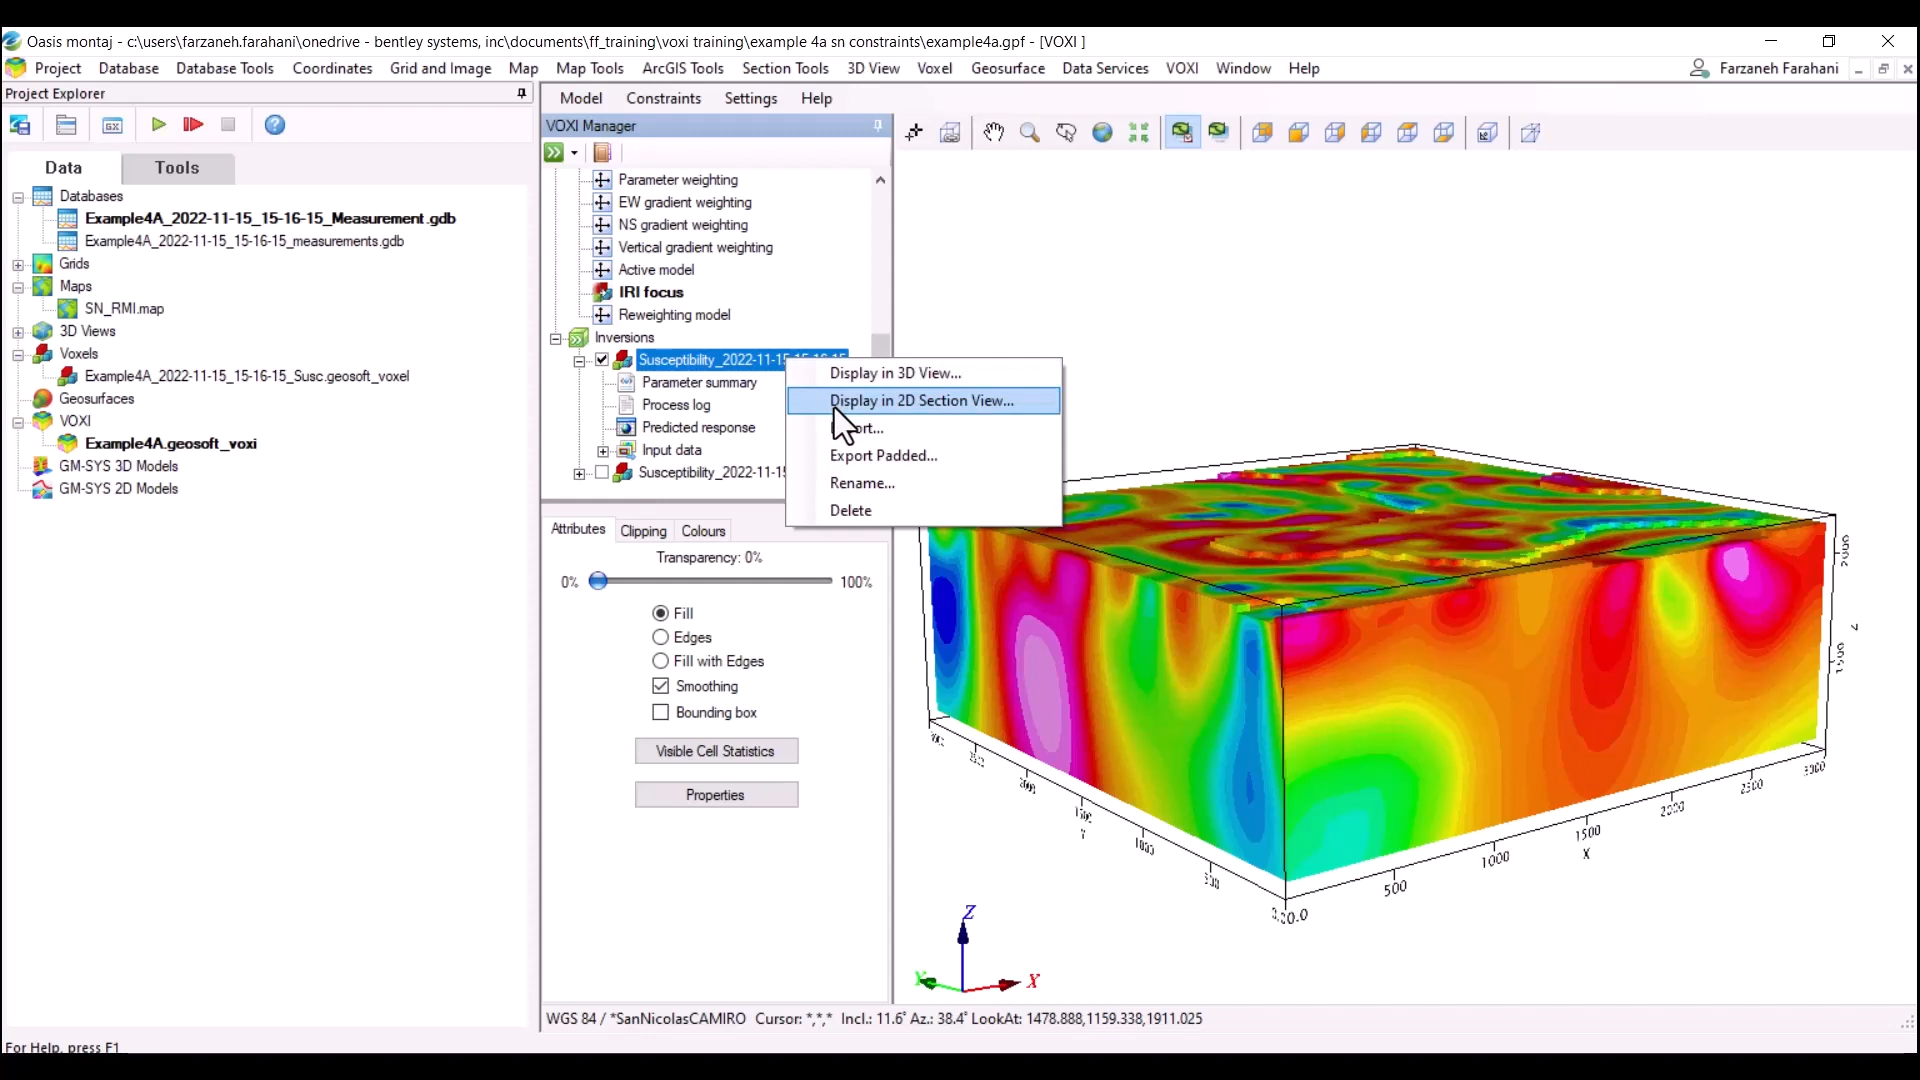 Oasis montaj - c:\users\farzaneh.farahani\onedrive - bentley systems, inc\documents\ff_training\voxi training\example 4a sn constraints\example4a.gpf - [VOXI ]
Project Database Database Tools Coordinates Grid and Image Map Map Tools ArcGIS Tools Section Tools 3D View Voxel Geosurface Data Services VOXI Window Help Farzaneh Farahani
Project Explorer
Model Constraints Settings Help
VOXI Manager
Data Tools
Databases
Example4A_2022-11-15_15-16-15_Measurement.gdb
Example4A_2022-11-15_15-16-15_measurements.gdb
Grids
Maps
SN_RMI.map
3D Views
Voxels
Example4A_2022-11-15_15-16-15_Susc.geosoft_voxel
Geosurfaces
VOXI
Example4A.geosoft_voxi
GM-SYS 3D Models
GM-SYS 2D Models
Parameter weighting
EW gradient weighting
NS gradient weighting
Vertical gradient weighting
Active model
IRI focus
Reweighting model
Inversions
Susceptibility_2022-11-15_15-16-15
Parameter summary
Process log
Predicted response
Input data
Susceptibility_2022-11-15
Display in 3D View...
Display in 2D Section View...
Export Padded...
Rename...
Delete
Attributes Clipping Colours
Transparency: 0%
0% 100%
Fill
Edges
Fill with Edges
Smoothing
Bounding box
Visible Cell Statistics
Properties
500
1000
1500
2000
2500
3000
X
Y
1000
Z
X
Y
WGS 84 / *SanNicolasCAMIRO Cursor: *,*,* Incl.: 11.6° Az.: 38.4° LookAt: 1478.888,1159.338,1911.025
For Help, press F1